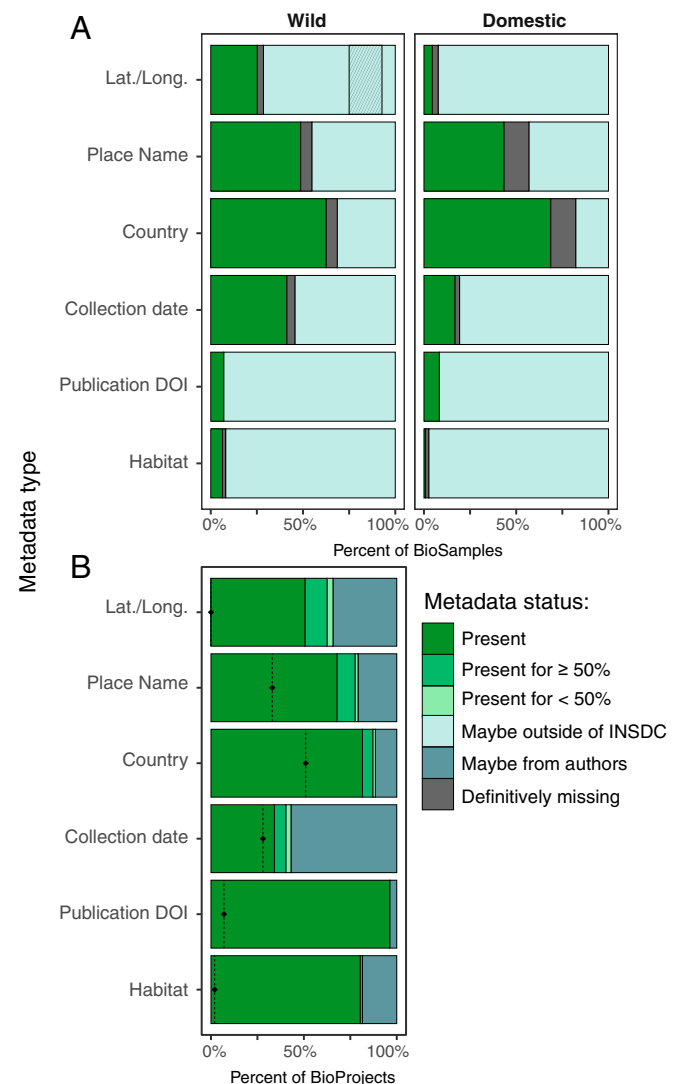 A
Wild
Domestic
Lat./Long.
Place Name
Country
Collection date
Publication DOI
Habitat
0%
50%
100%
0%
50%
100%
Percent of BioSamples
Metadata type
B
Lat./Long.
Place Name
Country
Collection date
Publication DOI
Habitat
0%
50%
100%
Percent of BioProjects
Metadata status:
Present
Present for ≥ 50%
Present for < 50%
Maybe outside of INSDC
Maybe from authors
Definitively missing